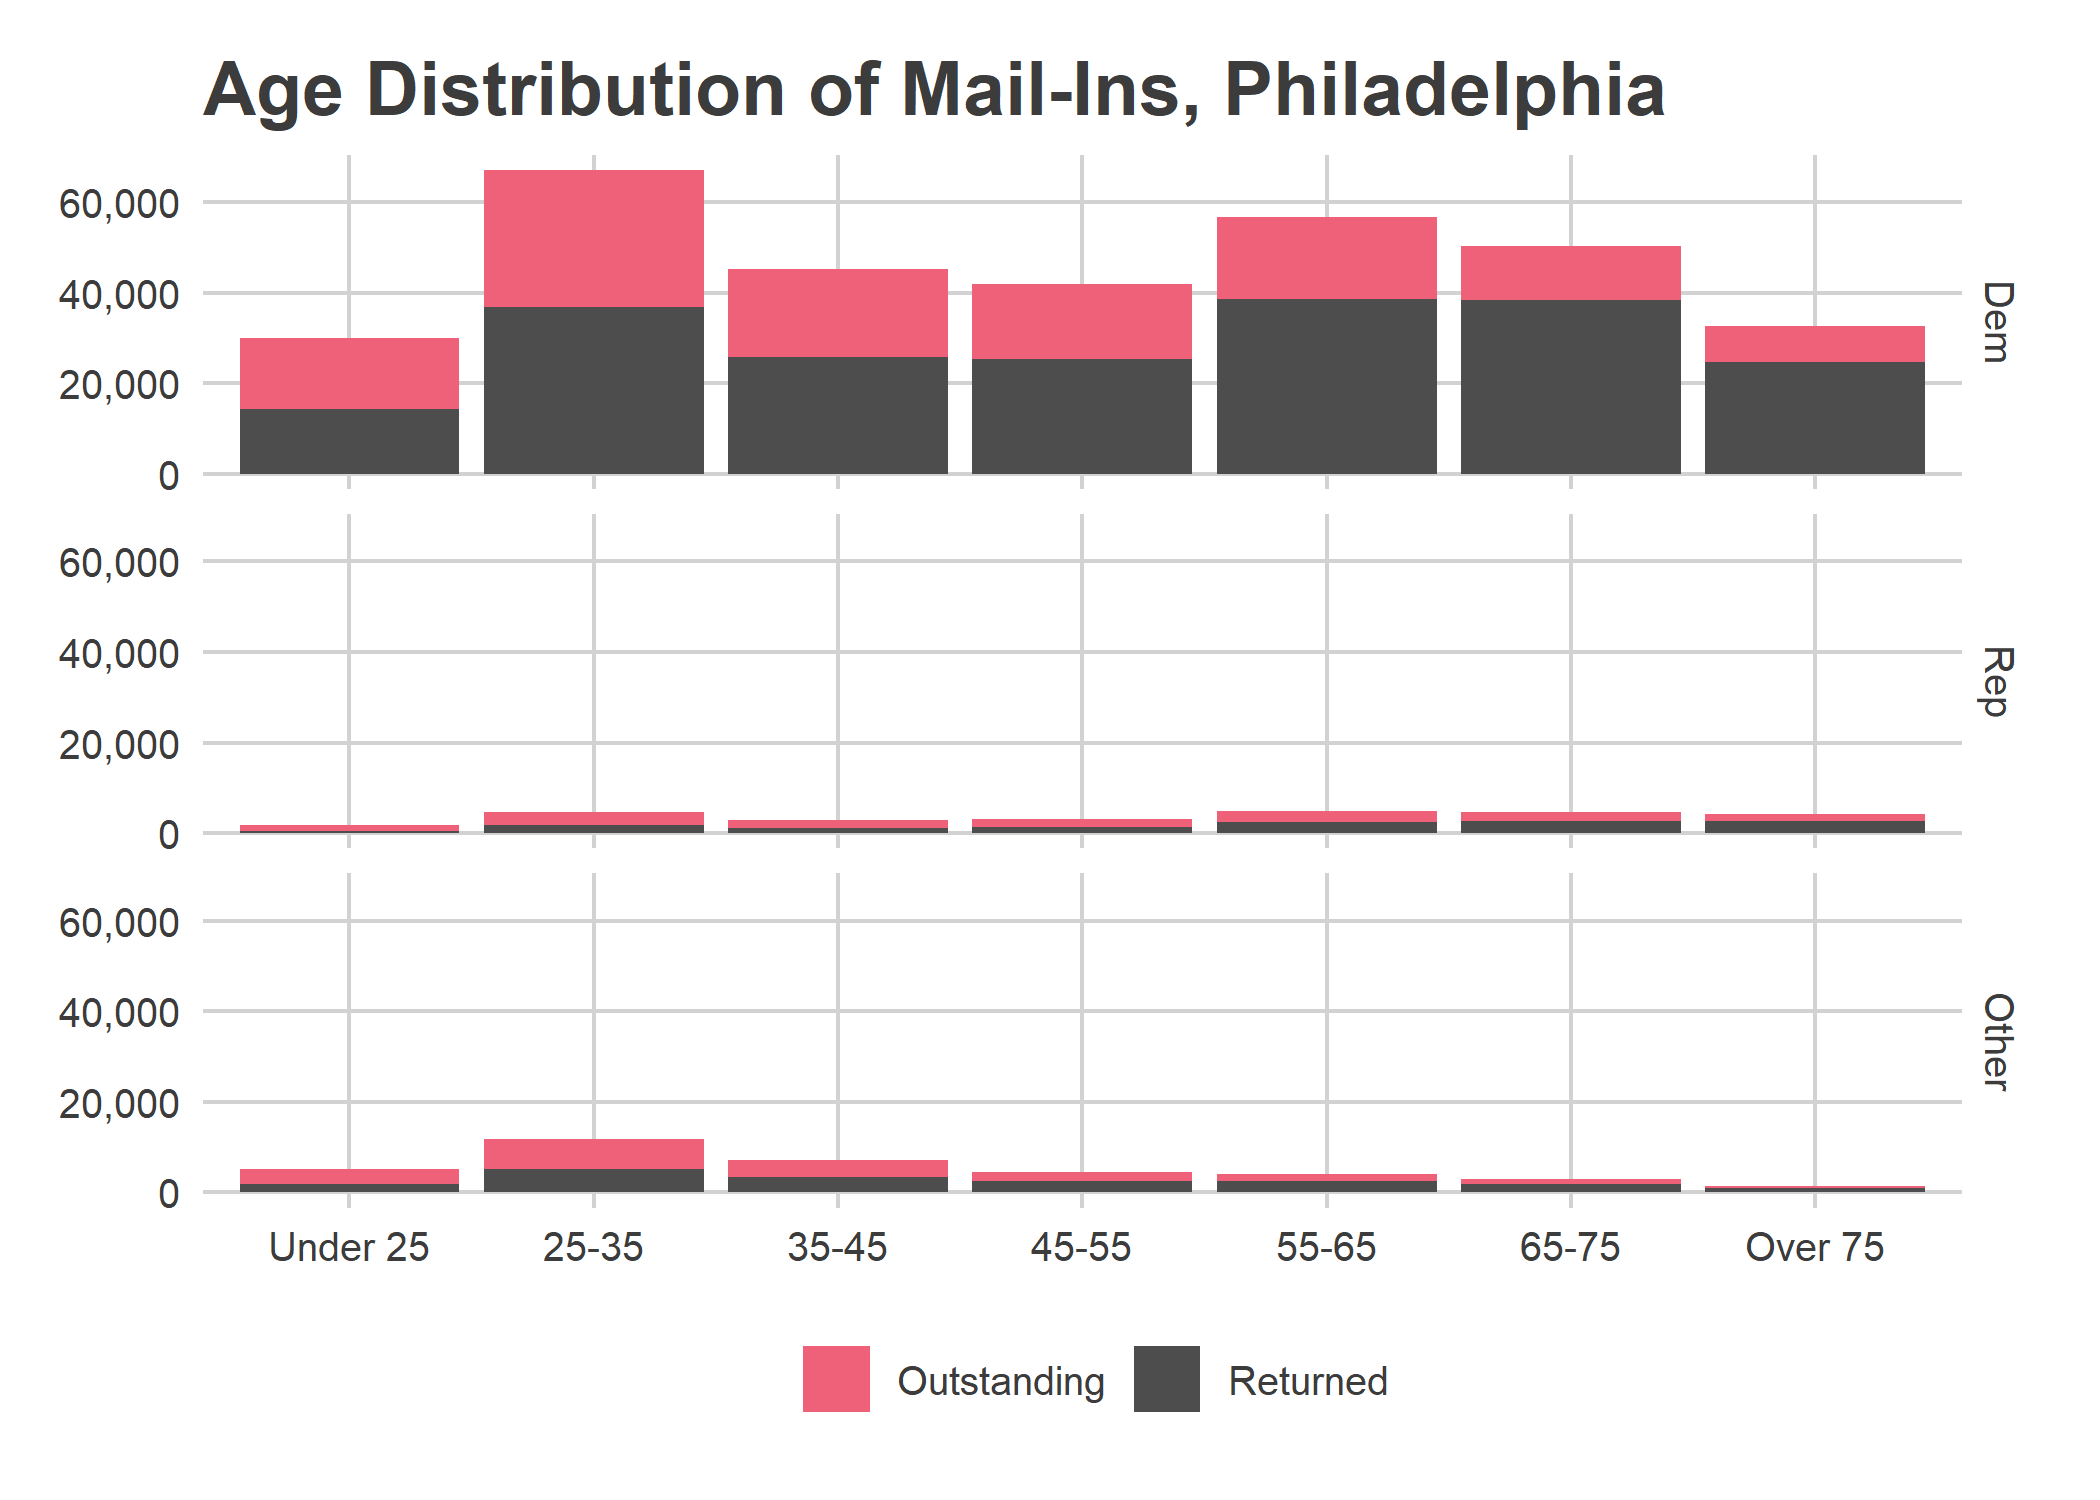 Age Distribution of Mail-Ins, Philadelphia
60,000
40,000
20,000
0
Dem
60,000
40,000
20,000
0
Rep
60,000
40,000
20,000
0
Other
Under 25 25-35 35-45 45-55 55-65 65-75 Over 75
Outstanding Returned